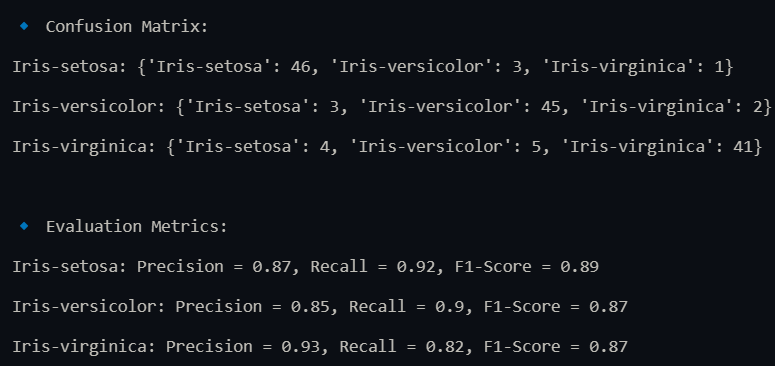 🔹 Confusion Matrix:
Iris-setosa: {'Iris-setosa': 46, 'Iris-versicolor': 3, 'Iris-virginica': 1}
Iris-versicolor: {'Iris-setosa': 3, 'Iris-versicolor': 45, 'Iris-virginica': 2}
Iris-virginica: {'Iris-setosa': 4, 'Iris-versicolor': 5, 'Iris-virginica': 41}
🔹 Evaluation Metrics:
Iris-setosa: Precision = 0.87, Recall = 0.92, F1-Score = 0.89
Iris-versicolor: Precision = 0.85, Recall = 0.9, F1-Score = 0.87
Iris-virginica: Precision = 0.93, Recall = 0.82, F1-Score = 0.87